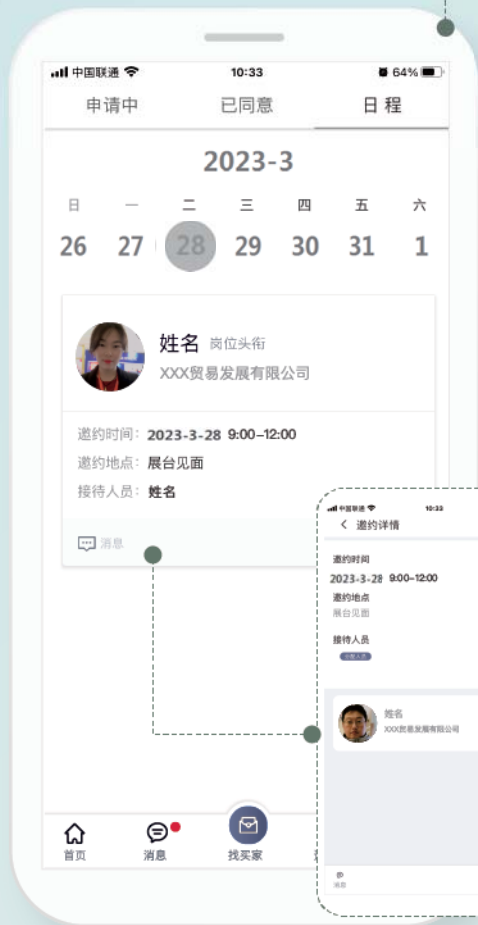 中国联通
10:33
64%
申请中
已同意
日 程
2023-3
日 一 二 三 四 五 六
26 27 28 29 30 31 1
姓名 岗位头衔
XXX贸易发展有限公司
邀约时间: 2023-3-28 9:00–12:00
邀约地点: 展台见面
接待人员: 姓名
消息
首页
消息
找买家
中国联通
10:33
邀约详情
邀约时间
2023-3-28 9:00–12:00
邀约地点
展台见面
接待人员
姓名
XXX贸易发展有限公司
消息